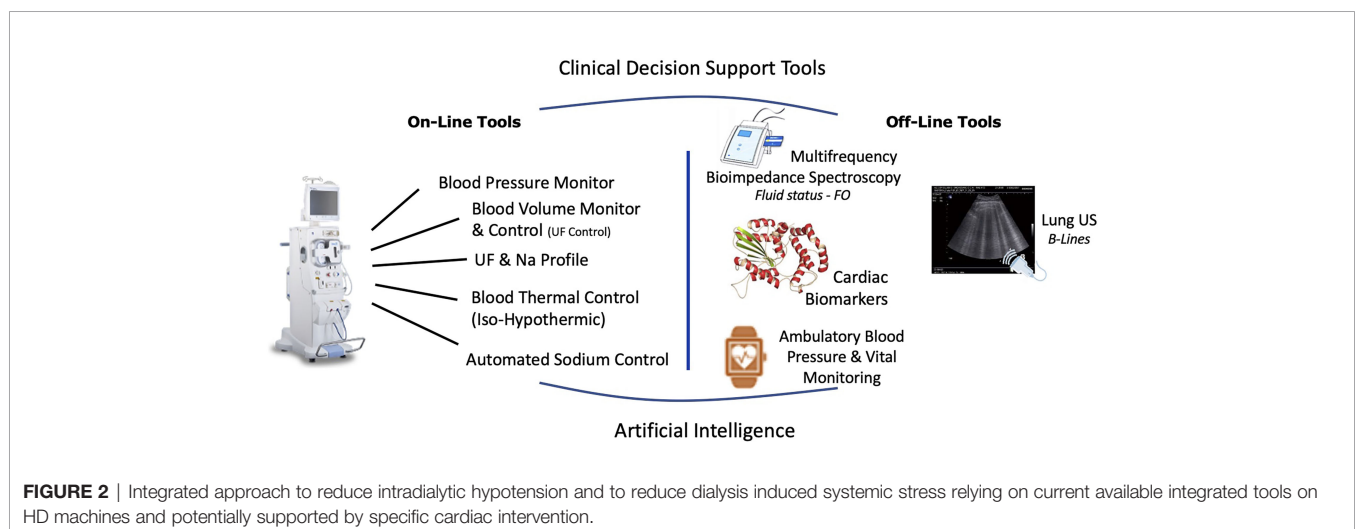 Clinical Decision Support Tools
On-Line Tools
Blood Pressure Monitor
Blood Volume Monitor
& Control (UF Control)
UF & Na Profile
Blood Thermal Control
(Iso-Hypothermic)
Automated Sodium Control
Off-Line Tools
Multifrequency
Bioimpedance Spectroscopy
Fluid status - FO
Cardiac
Biomarkers
Ambulatory Blood
Pressure & Vital
Monitoring
Lung US
B-Lines
Artificial Intelligence
FIGURE 2 | Integrated approach to reduce intradialytic hypotension and to reduce dialysis induced systemic stress relying on current available integrated tools on
HD machines and potentially supported by specific cardiac intervention.